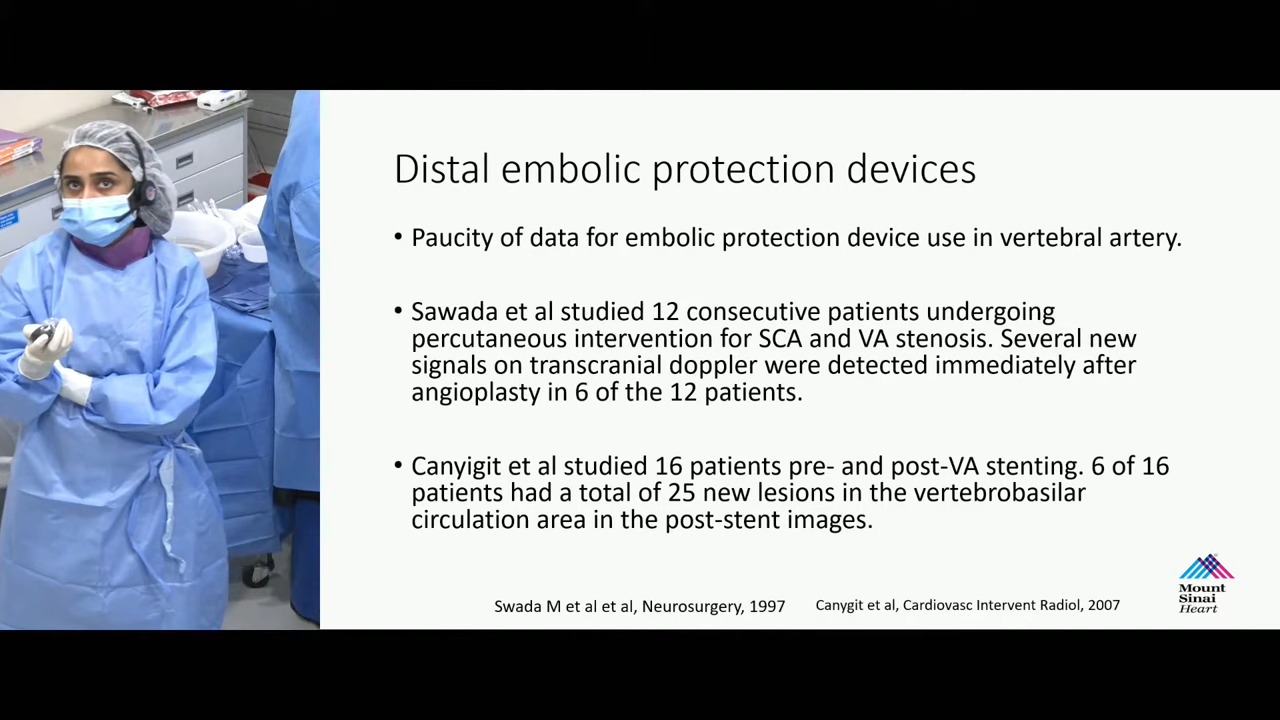 Distal embolic protection devices
• Paucity of data for embolic protection device use in vertebral artery.
• Sawada et al studied 12 consecutive patients undergoing
percutaneous intervention for SCA and VA stenosis. Several new
signals on transcranial doppler were detected immediately after
angioplasty in 6 of the 12 patients.
• Canyigit et al studied 16 patients pre- and post-VA stenting. 6 of 16
patients had a total of 25 new lesions in the vertebrobasilar
circulation area in the post-stent images.
Swada M et al et al, Neurosurgery, 1997
Canygit et al, Cardiovasc Intervent Radiol, 2007
Mount
Sinai
Heart